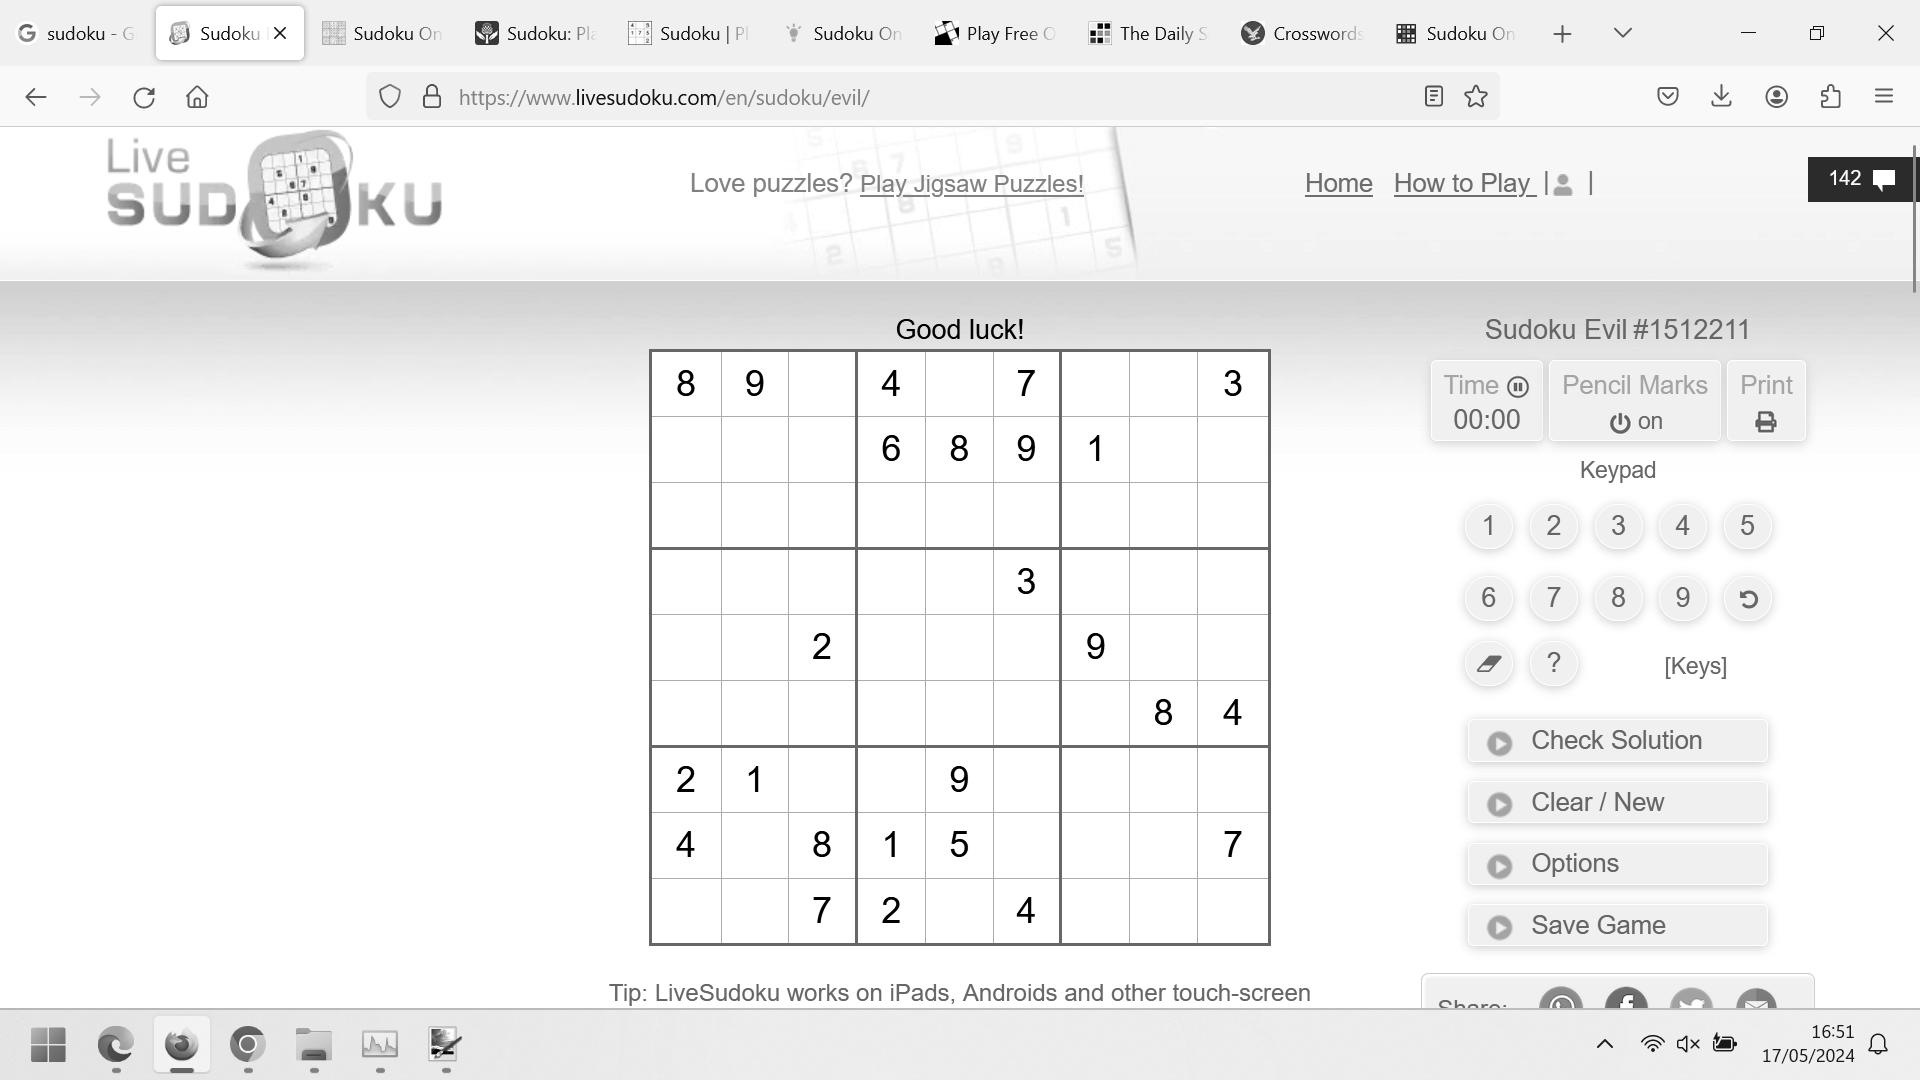 sudoku - G
Sudoku
Sudoku On
Sudoku: Pla
Sudoku | Pl
Sudoku On
Play Free O
The Daily S
Crosswords
Sudoku On
https://www.livesudoku.com/en/sudoku/evil/
Live
SUDOKU
Love puzzles? Play Jigsaw Puzzles!
Home How to Play | |
142
Good luck!
Sudoku Evil #1512211
Time
00:00
Pencil Marks
on
Print
Keypad
1 2 3 4 5
6 7 8 9
? [Keys]
8 9 4 7 3
6 8 9 1
3
2 9
8 4
2 1 9
4 8 1 5 7
7 2 4
Check Solution
Clear / New
Options
Save Game
Share:
Tip: LiveSudoku works on iPads, Androids and other touch-screen
16:51
17/05/2024